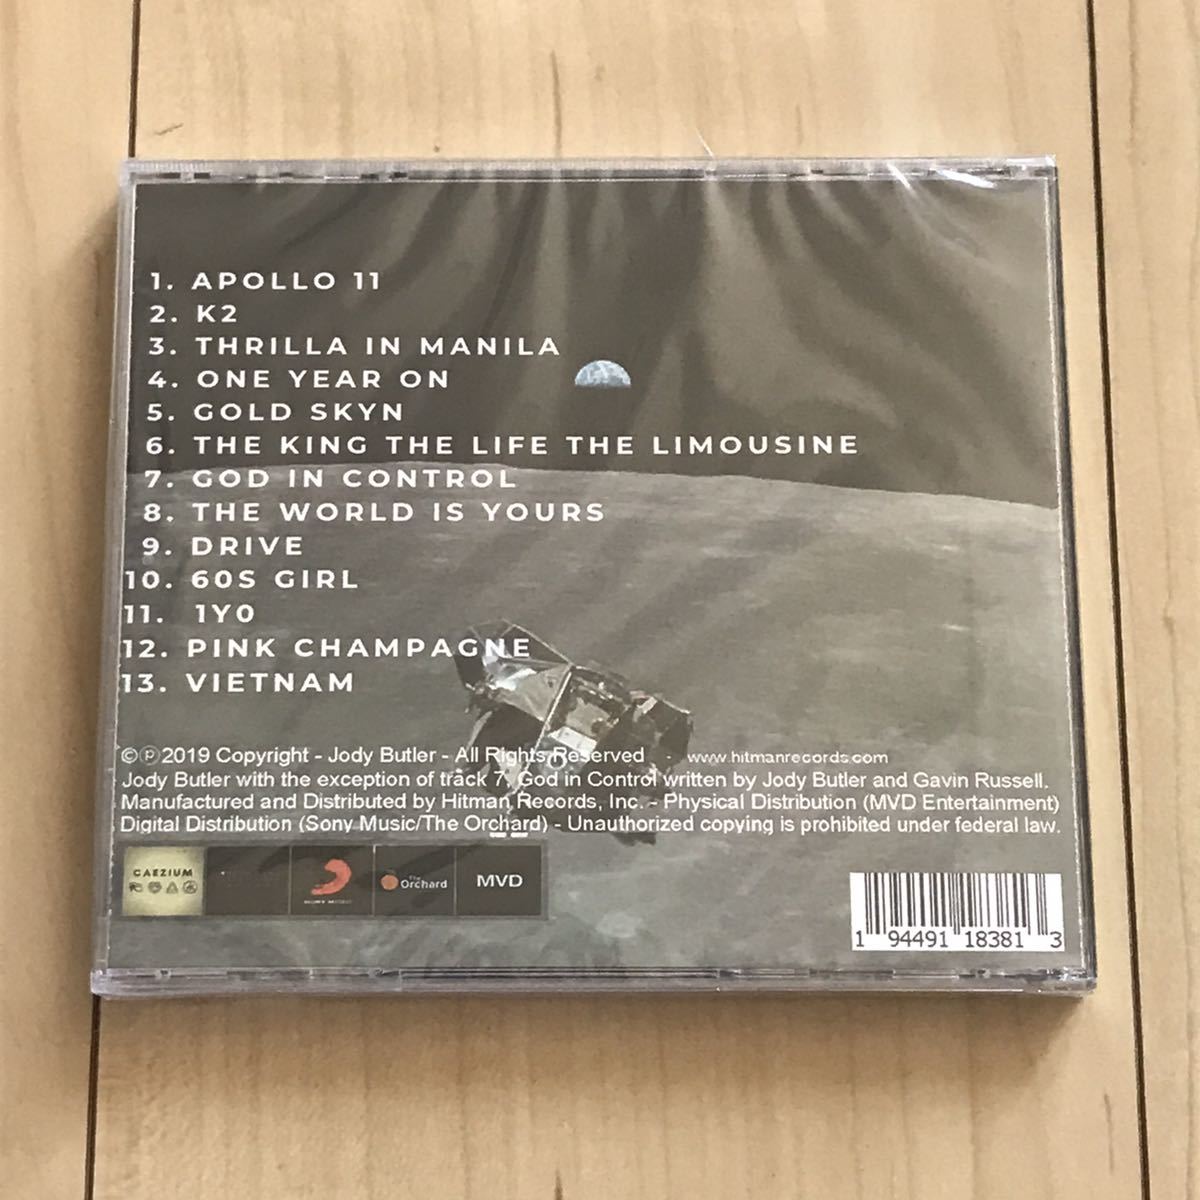 1. APOLLO 11
2. K2
3. THRILLA IN MANILA
4. ONE YEAR ON
5. GOLD SKYN
6. THE KING THE LIFE THE LIMOUSINE
7. GOD IN CONTROL
8. THE WORLD IS YOURS
9. DRIVE
10. 60S GIRL
11. 1Y0
12. PINK CHAMPAGNE
13. VIETNAM
©℗2019 Copyright - Jody Butler - All Rights Reserved - www.hitmanrecords.com
Jody Butler with the exception of track 7, God in Control written by Jody Butler and Gavin Russell.
Manufactured and Distributed by Hitman Records, Inc. - Physical Distribution (MVD Entertainment)
Digital Distribution (Sony Music/The Orchard) - Unauthorized copying is prohibited under federal law.
CAEZIUM
SONY MUSIC
The Orchard
MVD
1 94491 18381 3